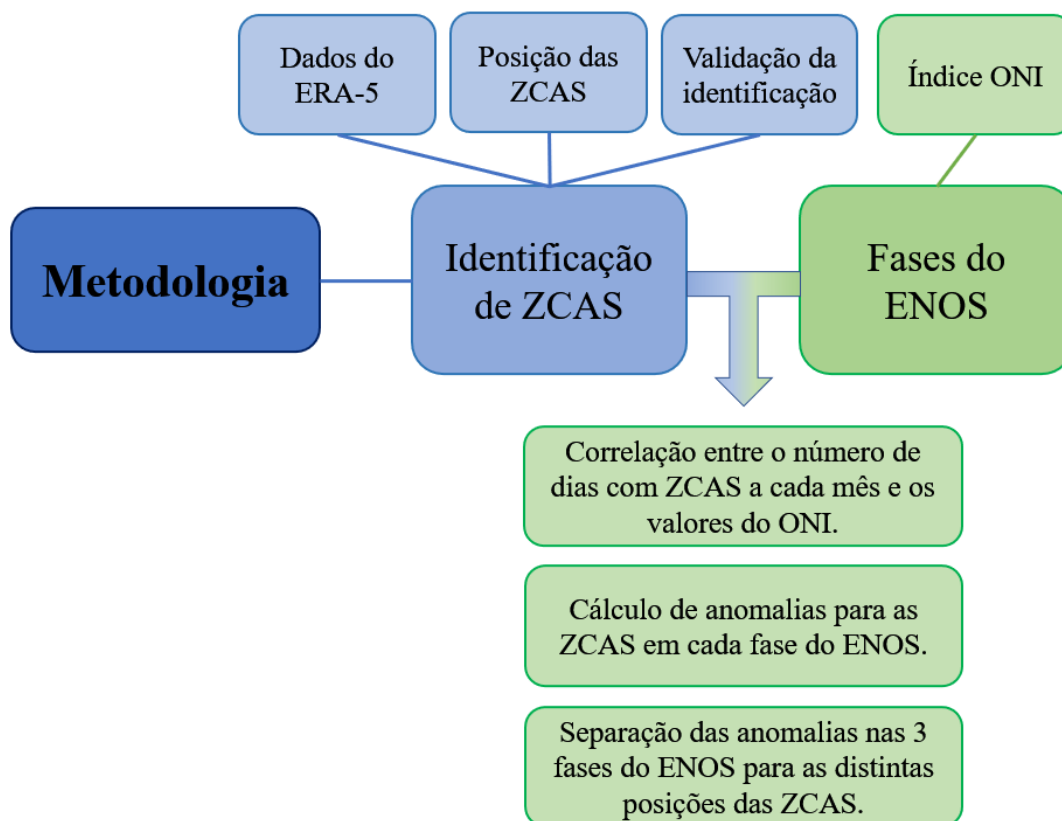 Dados do
ERA-5
Posição das
ZCAS
Validação da
identificação
Índice ONI
Metodologia
Identificação
de ZCAS
Fases do
ENOS
Correlação entre o número de
dias com ZCAS a cada mês e os
valores do ONI.
Cálculo de anomalias para as
ZCAS em cada fase do ENOS.
Separação das anomalias nas 3
fases do ENOS para as distintas
posições das ZCAS.